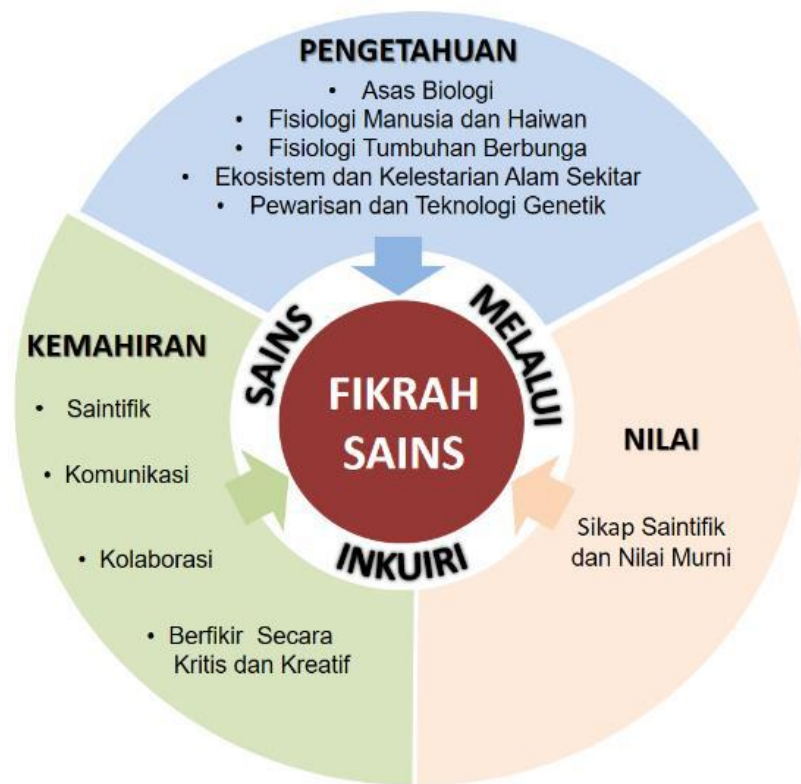 PENGETAHUAN
• Asas Biologi
• Fisiologi Manusia dan Haiwan
• Fisiologi Tumbuhan Berbunga
• Ekosistem dan Kelestarian Alam Sekitar
• Pewarisan dan Teknologi Genetik
KEMAHIRAN
• Saintifik
• Komunikasi
• Kolaborasi
• Berfikir Secara
Kritis dan Kreatif
SAINS
MELALUI
INKUIRI
FIKRAH
SAINS
NILAI
Sikap Saintifik
dan Nilai Murni